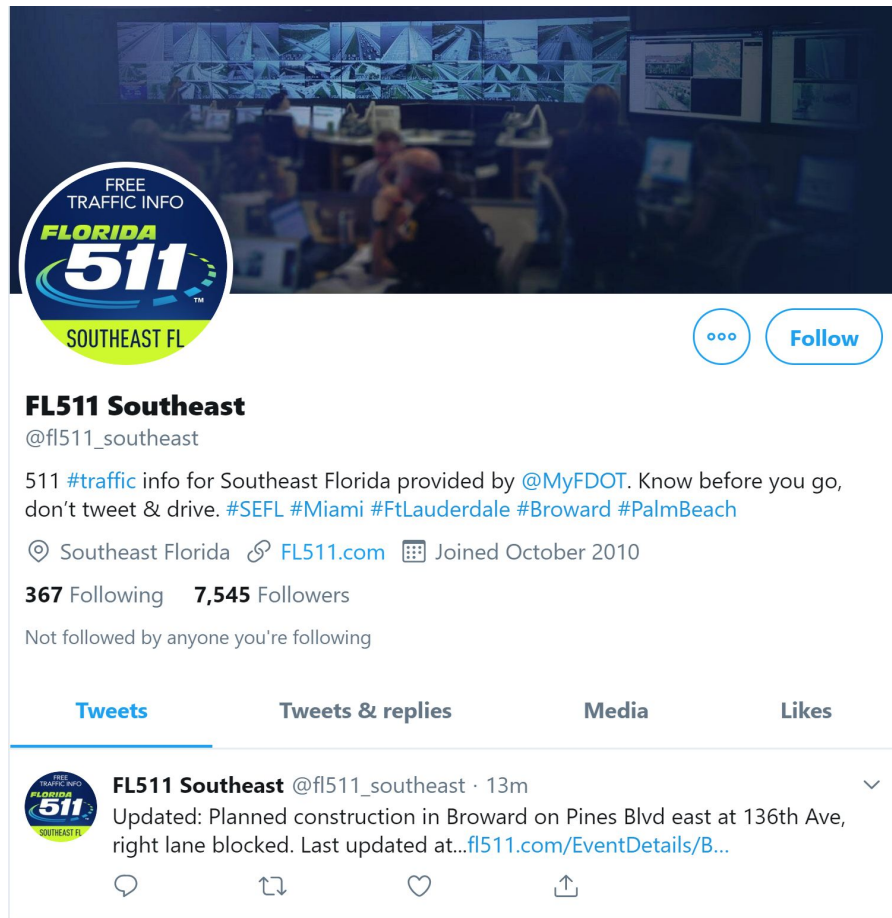 FREE
TRAFFIC INFO
FLORIDA
511
TM
SOUTHEAST FL
Follow
FL511 Southeast
@fl511_southeast
511 #traffic info for Southeast Florida provided by @MyFDOT. Know before you go,
don't tweet & drive. #SEFL #Miami #FtLauderdale #Broward #PalmBeach
Southeast Florida FL511.com Joined October 2010
367 Following 7,545 Followers
Not followed by anyone you're following
Tweets Tweets & replies Media Likes
FREE
TRAFFIC INFO
FLORIDA
511
SOUTHEAST FL
FL511 Southeast @fl511_southeast · 13m
Updated: Planned construction in Broward on Pines Blvd east at 136th Ave,
right lane blocked. Last updated at...fl511.com/EventDetails/B...